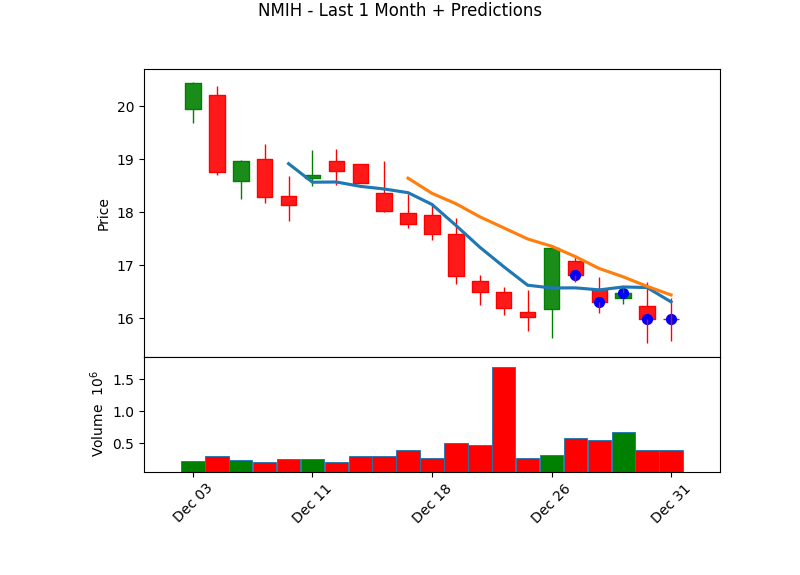 NMIH - Last 1 Month + Predictions
20
19
18
17
16
Price
1.5
1.0
0.5
Volume 10^6
Dec 03
Dec 11
Dec 18
Dec 26
Dec 31